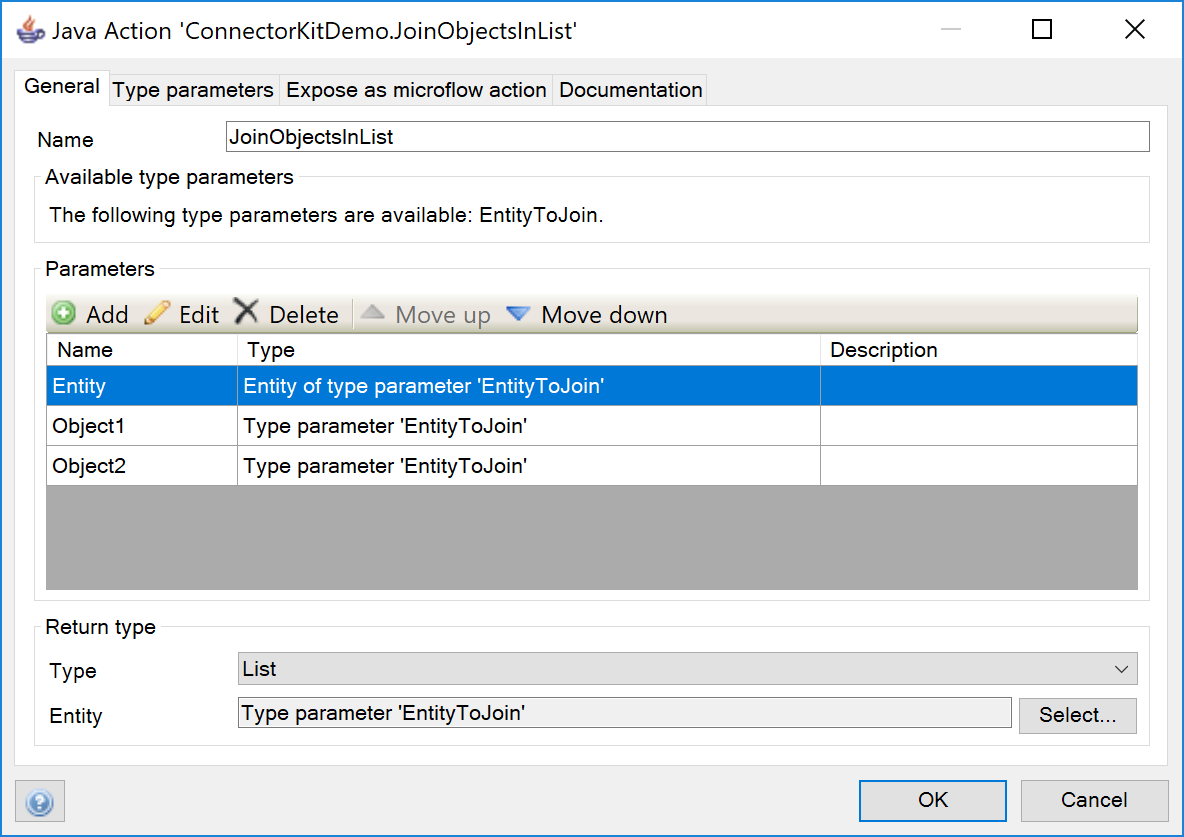 Java Action 'ConnectorKitDemo.JoinObjectsInList'
General Type parameters Expose as microflow action Documentation
Name JoinObjectsInList
Available type parameters
The following type parameters are available: EntityToJoin.
Parameters
Add Edit Delete Move up Move down
Name Type Description
Entity Entity of type parameter 'EntityToJoin'
Object1 Type parameter 'EntityToJoin'
Object2 Type parameter 'EntityToJoin'
Return type
Type List
Entity Type parameter 'EntityToJoin' Select...
? OK Cancel